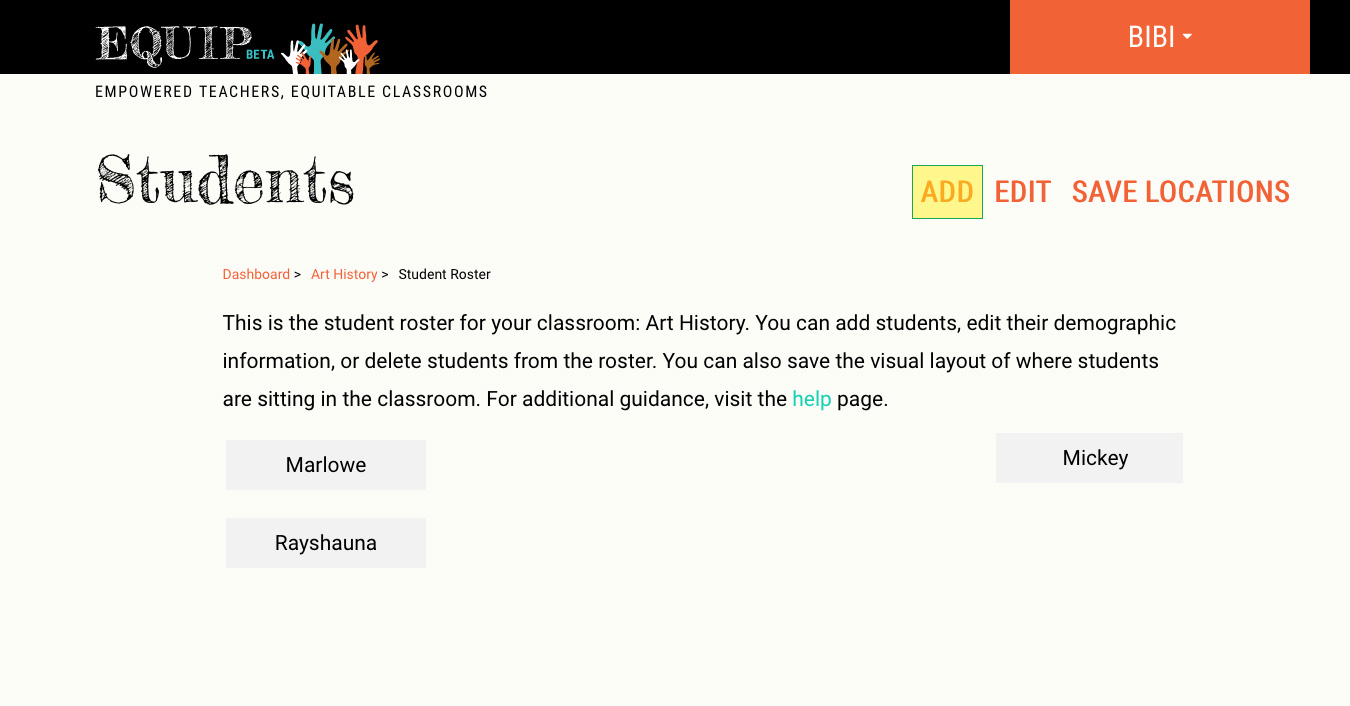 EQUIP BETA
BIBI
EMPOWERED TEACHERS, EQUITABLE CLASSROOMS
Students
ADD EDIT SAVE LOCATIONS
Dashboard > Art History > Student Roster
This is the student roster for your classroom: Art History. You can add students, edit their demographic
information, or delete students from the roster. You can also save the visual layout of where students
are sitting in the classroom. For additional guidance, visit the help page.
Marlowe
Mickey
Rayshauna